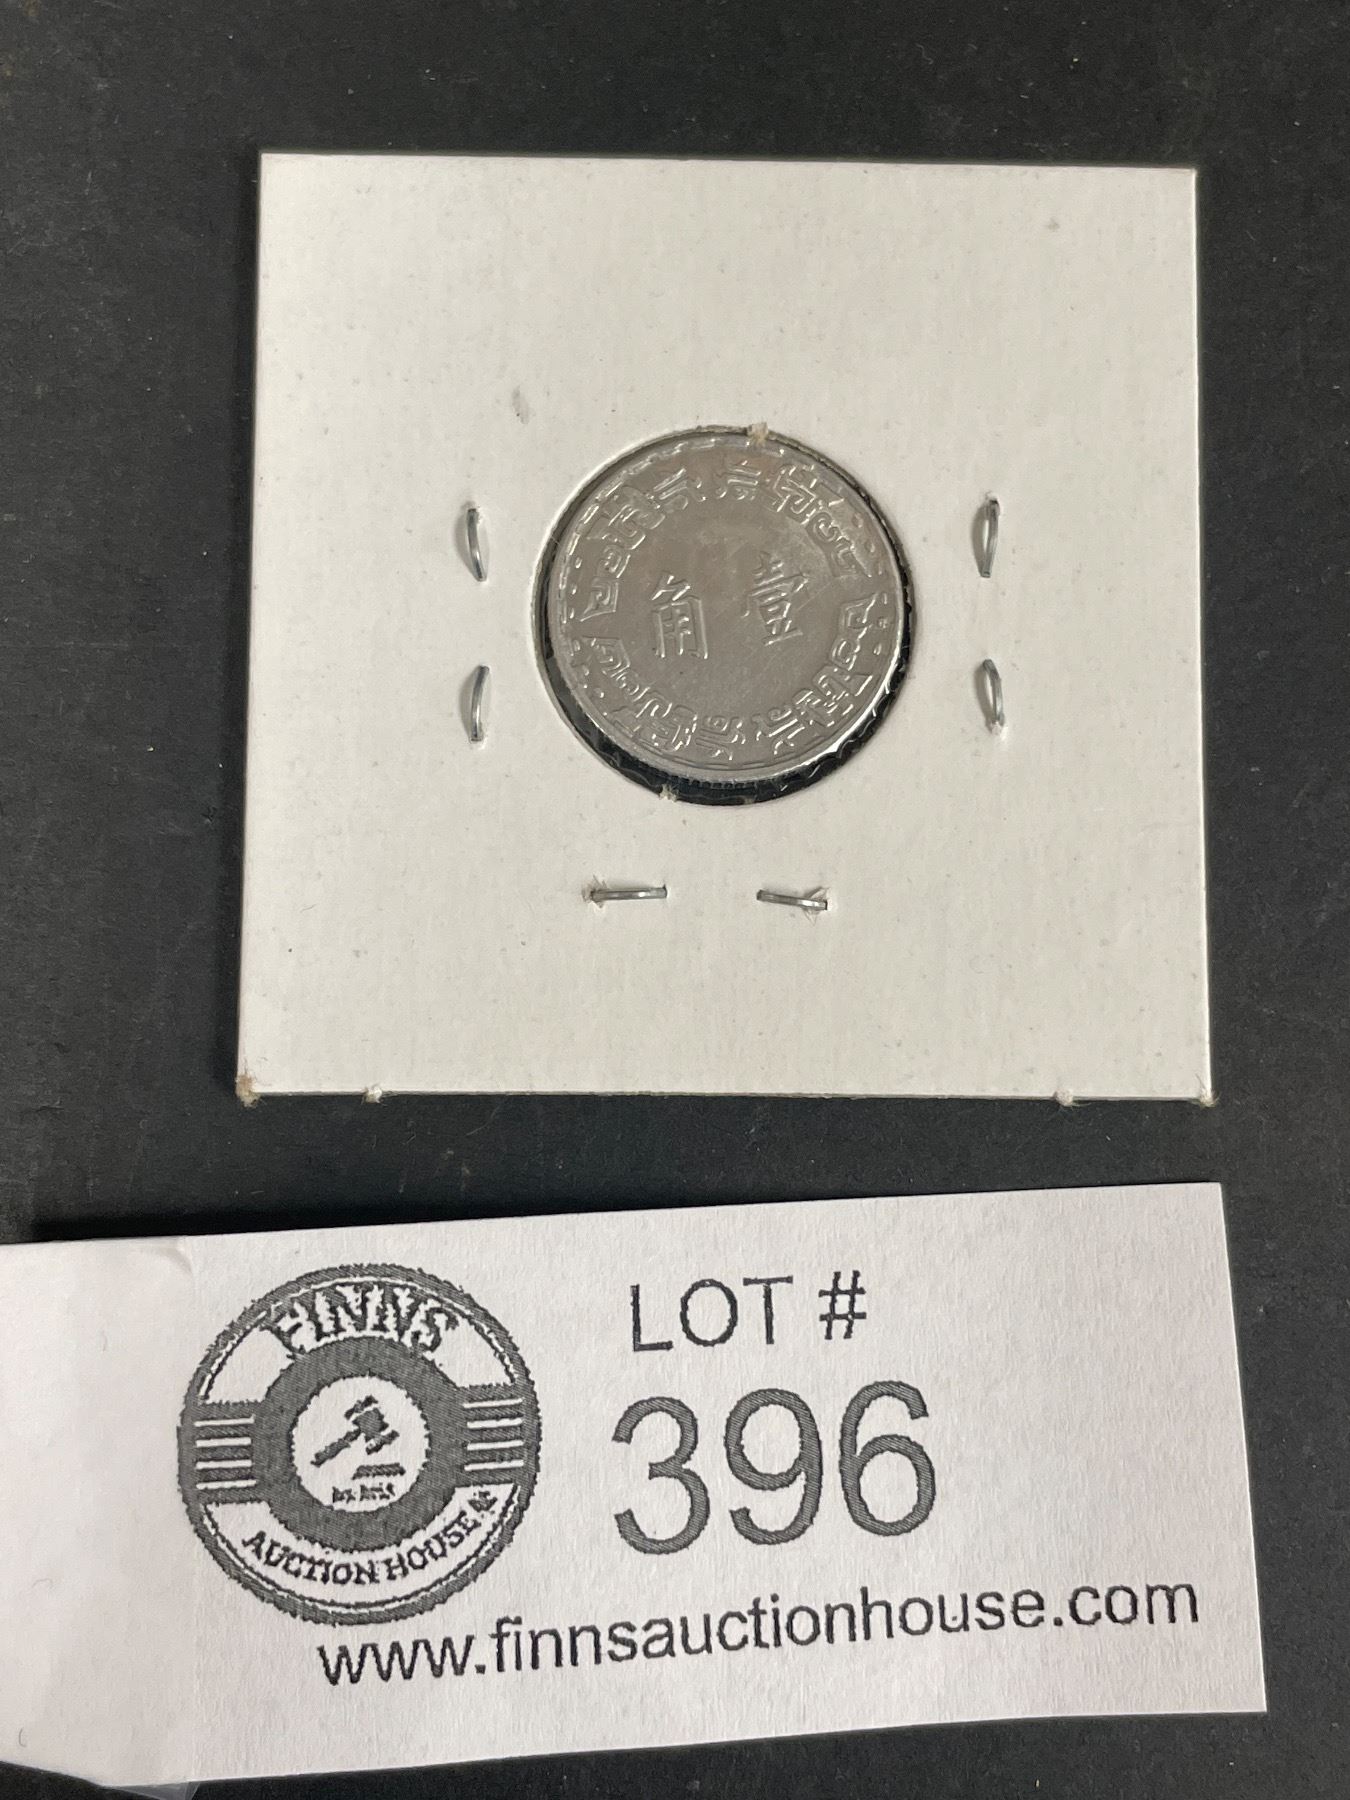 壹角
FINNS
AUCTION HOUSE
LOT #
396
www.finnsauctionhouse.com